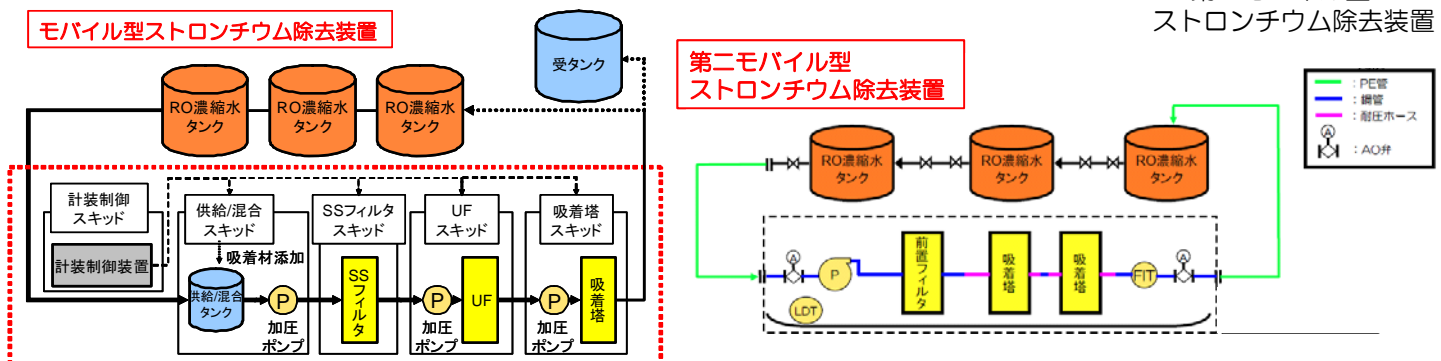 ストロンチウム除去装置
モバイル型ストロンチウム除去装置
受タンク
RO濃縮水
タンク
RO濃縮水
タンク
RO濃縮水
タンク
計装制御
スキッド
供給/混合
スキッド
SSフィルタ
スキッド
UF
スキッド
吸着塔
スキッド
計装制御装置
吸着材添加
供給/混合
タンク
P
加圧
ポンプ
SSフィルタ
P
加圧
ポンプ
UF
P
加圧
ポンプ
吸着塔
第二モバイル型
ストロンチウム除去装置
:PE管
:鋼管
:耐圧ホース
A
:AO弁
RO濃縮水
タンク
RO濃縮水
タンク
RO濃縮水
タンク
A
P
前置フィルタ
吸着塔
吸着塔
FIT
A
LDT